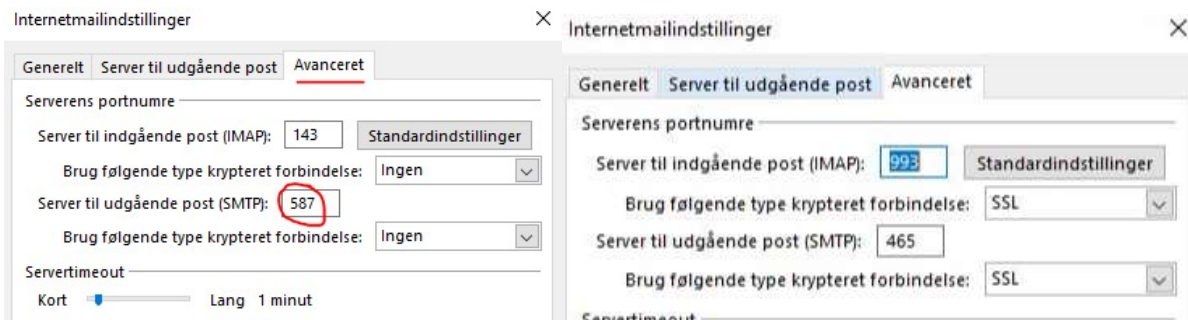 Internetmailindstillinger
Generelt Server til udgående post Avanceret
Serverens portnumre
Server til indgående post (IMAP): 143 Standardindstillinger
Brug følgende type krypteret forbindelse: Ingen
Server til udgående post (SMTP): 587
Brug følgende type krypteret forbindelse: Ingen
Servertimeout
Kort Lang 1 minut
Internetmailindstillinger
Generelt Server til udgående post Avanceret
Serverens portnumre
Server til indgående post (IMAP): 993 Standardindstillinger
Brug følgende type krypteret forbindelse: SSL
Server til udgående post (SMTP): 465
Brug følgende type krypteret forbindelse: SSL
Servertimeout